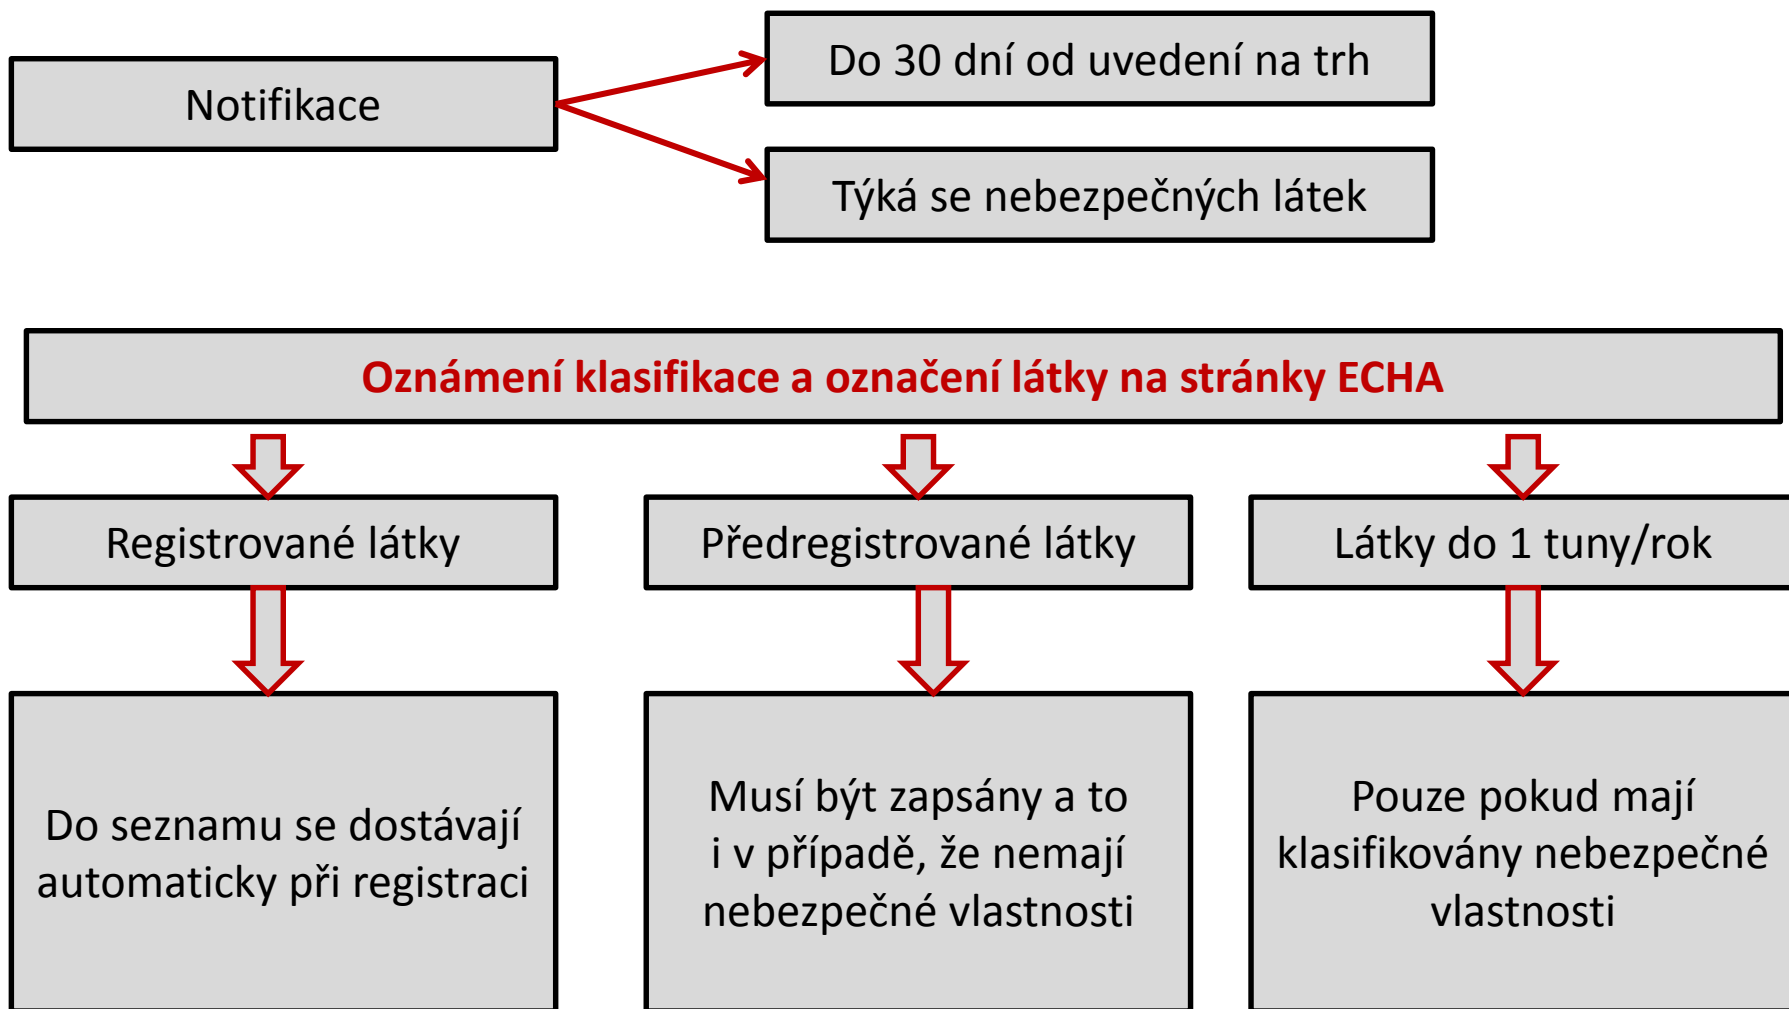 Notifikace
Do 30 dní od uvedení na trh
Týká se nebezpečných látek
Oznámení klasifikace a označení látky na stránky ECHA
Registrované látky
Předregistrované látky
Látky do 1 tuny/rok
Do seznamu se dostávají
automaticky při registraci
Musí být zapsány a to
i v případě, že nemají
nebezpečné vlastnosti
Pouze pokud mají
klasifikovány nebezpečné
vlastnosti